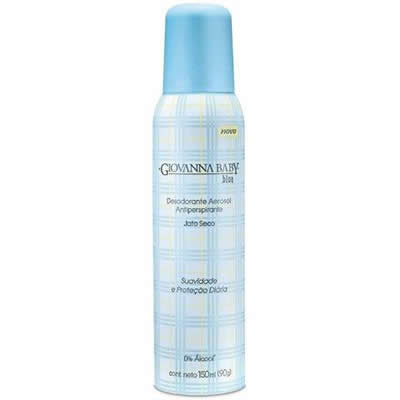 novo
GIOVANNA BABY
blue
Desodorante Aerosol
Antiperspirante
Jato Seco
Suavidade
e Proteção Diária
0% Álcool
cont. neto 150ml (90g)